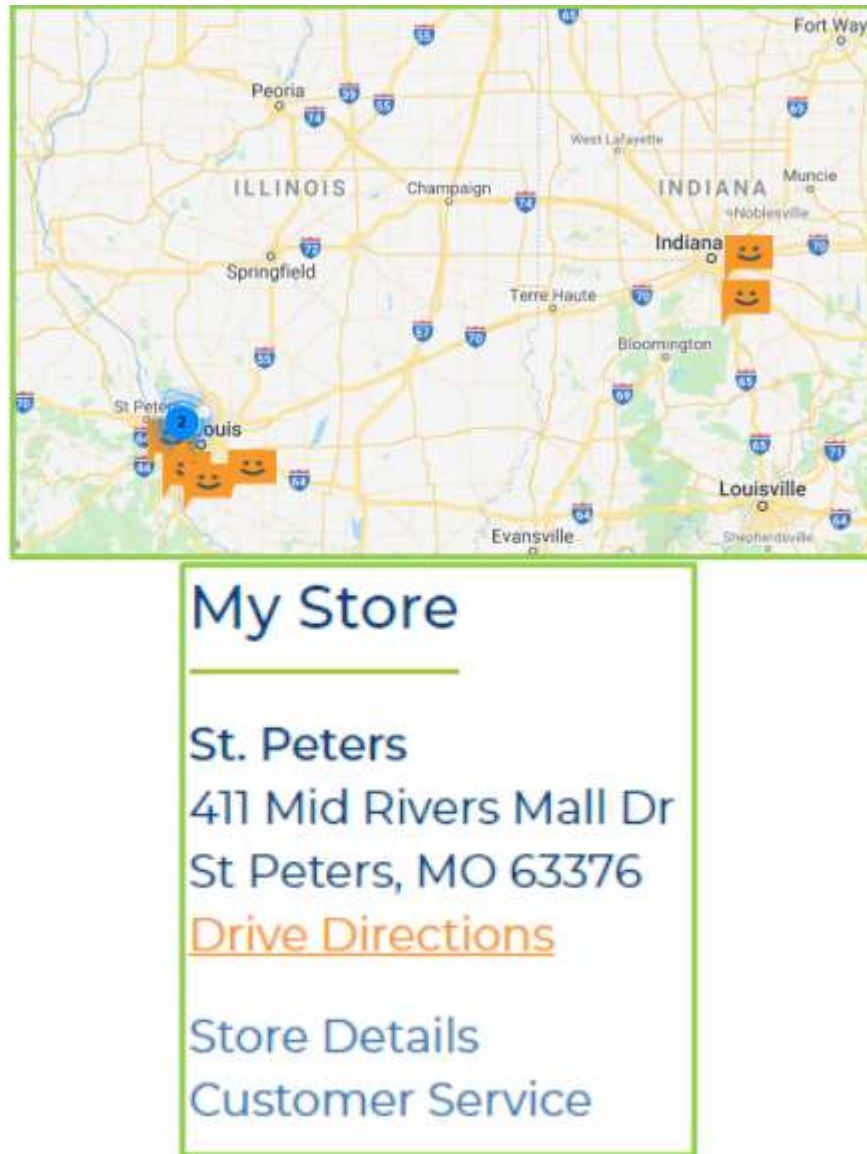 65
Fort Way
55
Peoria
39
55
74
69
West Lafayette
ILLINOIS
Champaign
INDIANA
Muncie
74
Noblesville
72
Indiana
70
Springfield
Terre Haute
70
57
70
Bloomington
55
65
69
70
St Peter
2
ouis
64
65
71
44
64
Louisville
64
64
Evansville
Shepherdsville
My Store
St. Peters
411 Mid Rivers Mall Dr
St Peters, MO 63376
Drive Directions
Store Details
Customer Service